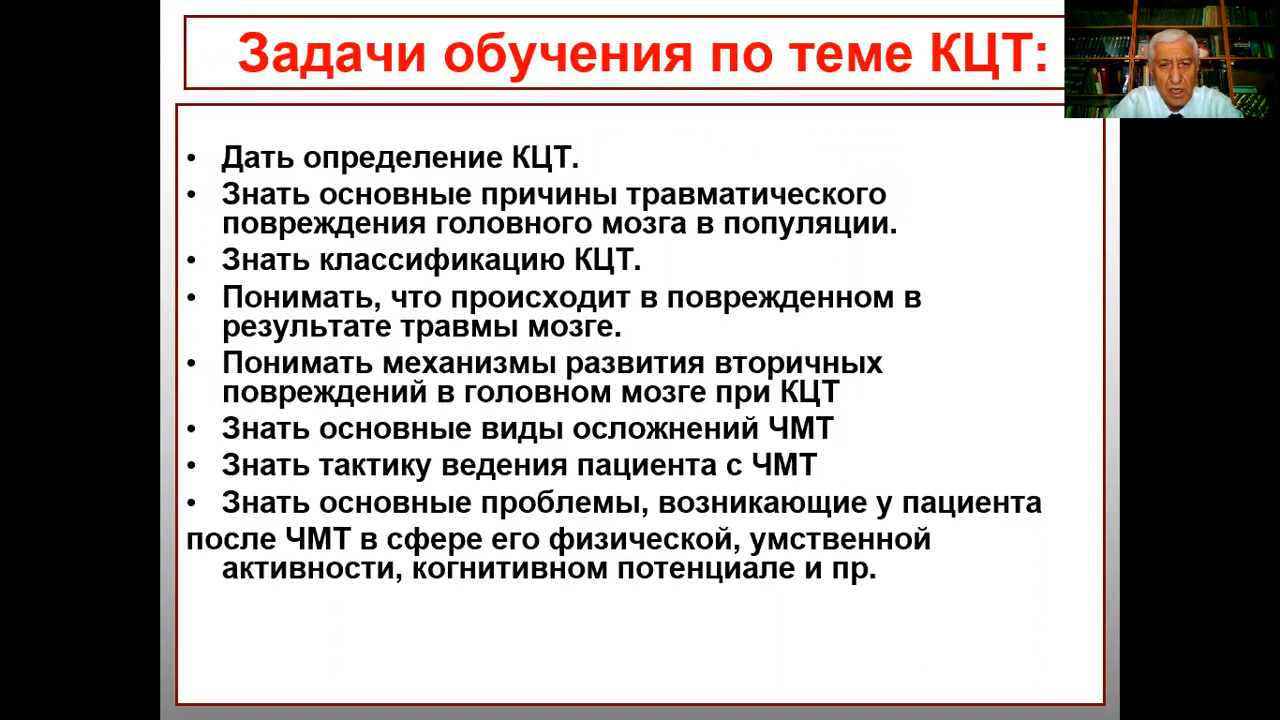 Задачи обучения по теме КЦТ:
• Дать определение КЦТ.
• Знать основные причины травматического
повреждения головного мозга в популяции.
• Знать классификацию КЦТ.
• Понимать, что происходит в поврежденном в
результате травмы мозге.
• Понимать механизмы развития вторичных
повреждений в головном мозге при КЦТ
• Знать основные виды осложнений ЧМТ
• Знать тактику ведения пациента с ЧМТ
• Знать основные проблемы, возникающие у пациента
после ЧМТ в сфере его физической, умственной
активности, когнитивном потенциале и пр.